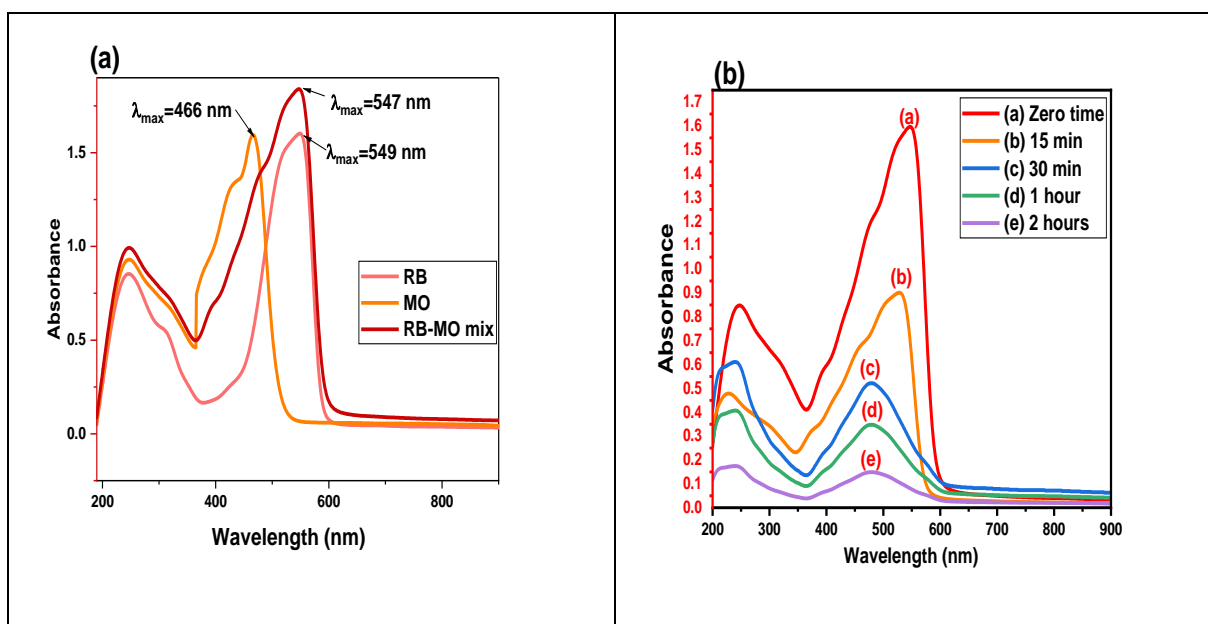 (a)
λmax=466 nm
λmax=547 nm
λmax=549 nm
1.5
1.0
0.5
0.0
Absorbance
RB
MO
RB-MO mix
200
400
600
800
Wavelength (nm)
(b)
1.7
1.6
1.5
1.4
1.3
1.2
1.2
1.1
1.0
0.9
0.8
0.7
0.6
0.5
0.4
0.4
0.3
0.2
0.1
0.0
Absorbance
(a)
(b)
(c)
(d)
(e)
(a) Zero time
(b) 15 min
(c) 30 min
(d) 1 hour
(e) 2 hours
200
300
400
500
600
700
800
900
Wavelength (nm)